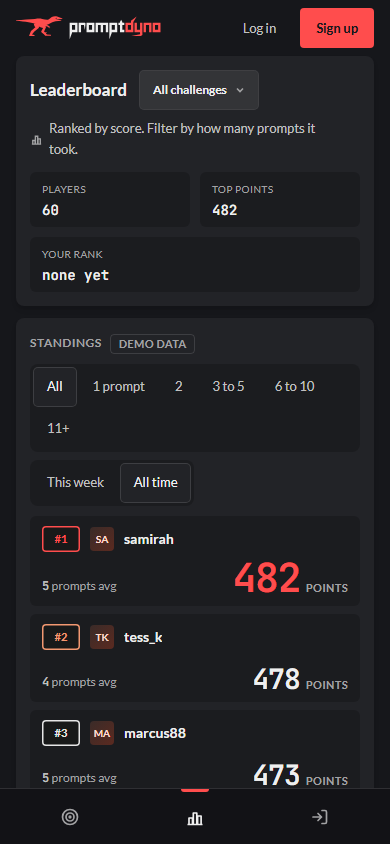 promptdyno
Log in
Sign up
Leaderboard
All challenges
Ranked by score. Filter by how many prompts it
took.
PLAYERS
60
TOP POINTS
482
YOUR RANK
none yet
STANDINGS
DEMO DATA
All
1 prompt
2
3 to 5
6 to 10
11+
This week
All time
#1 SA samirah
5 prompts avg
482 POINTS
#2 TK tess_k
4 prompts avg
478 POINTS
#3 MA marcus88
5 prompts avg
473 POINTS